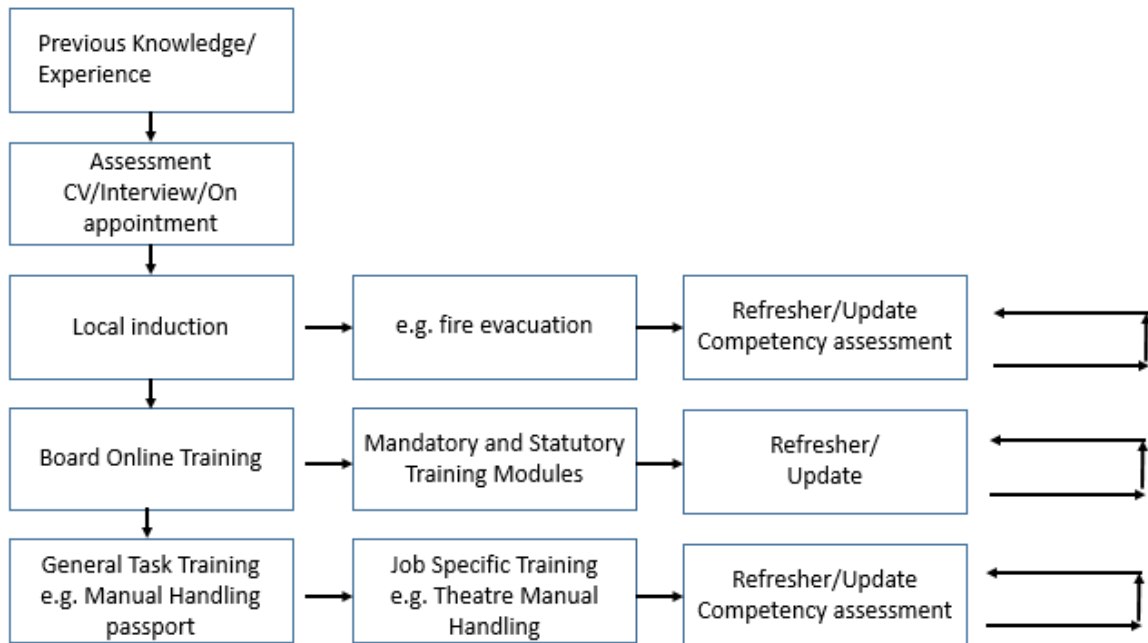 Previous Knowledge/
Experience
Assessment
CV/Interview/On
appointment
Local induction
e.g. fire evacuation
Refresher/Update
Competency assessment
Board Online Training
Mandatory and Statutory
Training Modules
Refresher/
Update
General Task Training
e.g. Manual Handling
passport
Job Specific Training
e.g. Theatre Manual
Handling
Refresher/Update
Competency assessment